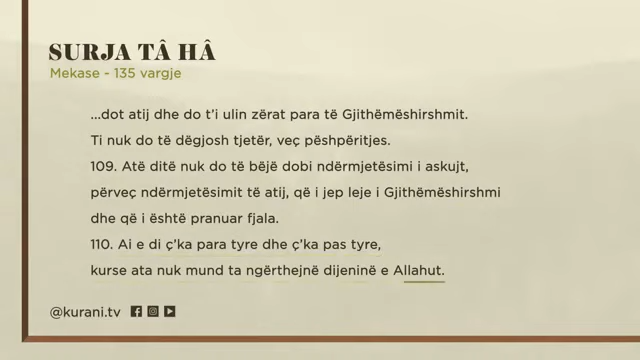 SURJA TÂ HÂ
Mekase - 135 vargje
...dot atij dhe do t'i ulin zërat para të Gjithëmëshirshmit.
Ti nuk do të dëgjosh tjetër, veç pëshpëritjes.
109. Atë ditë nuk do të bëjë dobi ndërmjetësimi i askujt,
përveç ndërmjetësimit të atij, që i jep leje i Gjithëmëshirshmi
dhe që i është pranuar fjala.
110. Ai e di ç'ka para tyre dhe ç'ka pas tyre,
kurse ata nuk mund ta ngërthejnë dijeninë e Allahut.
@kurani.tv